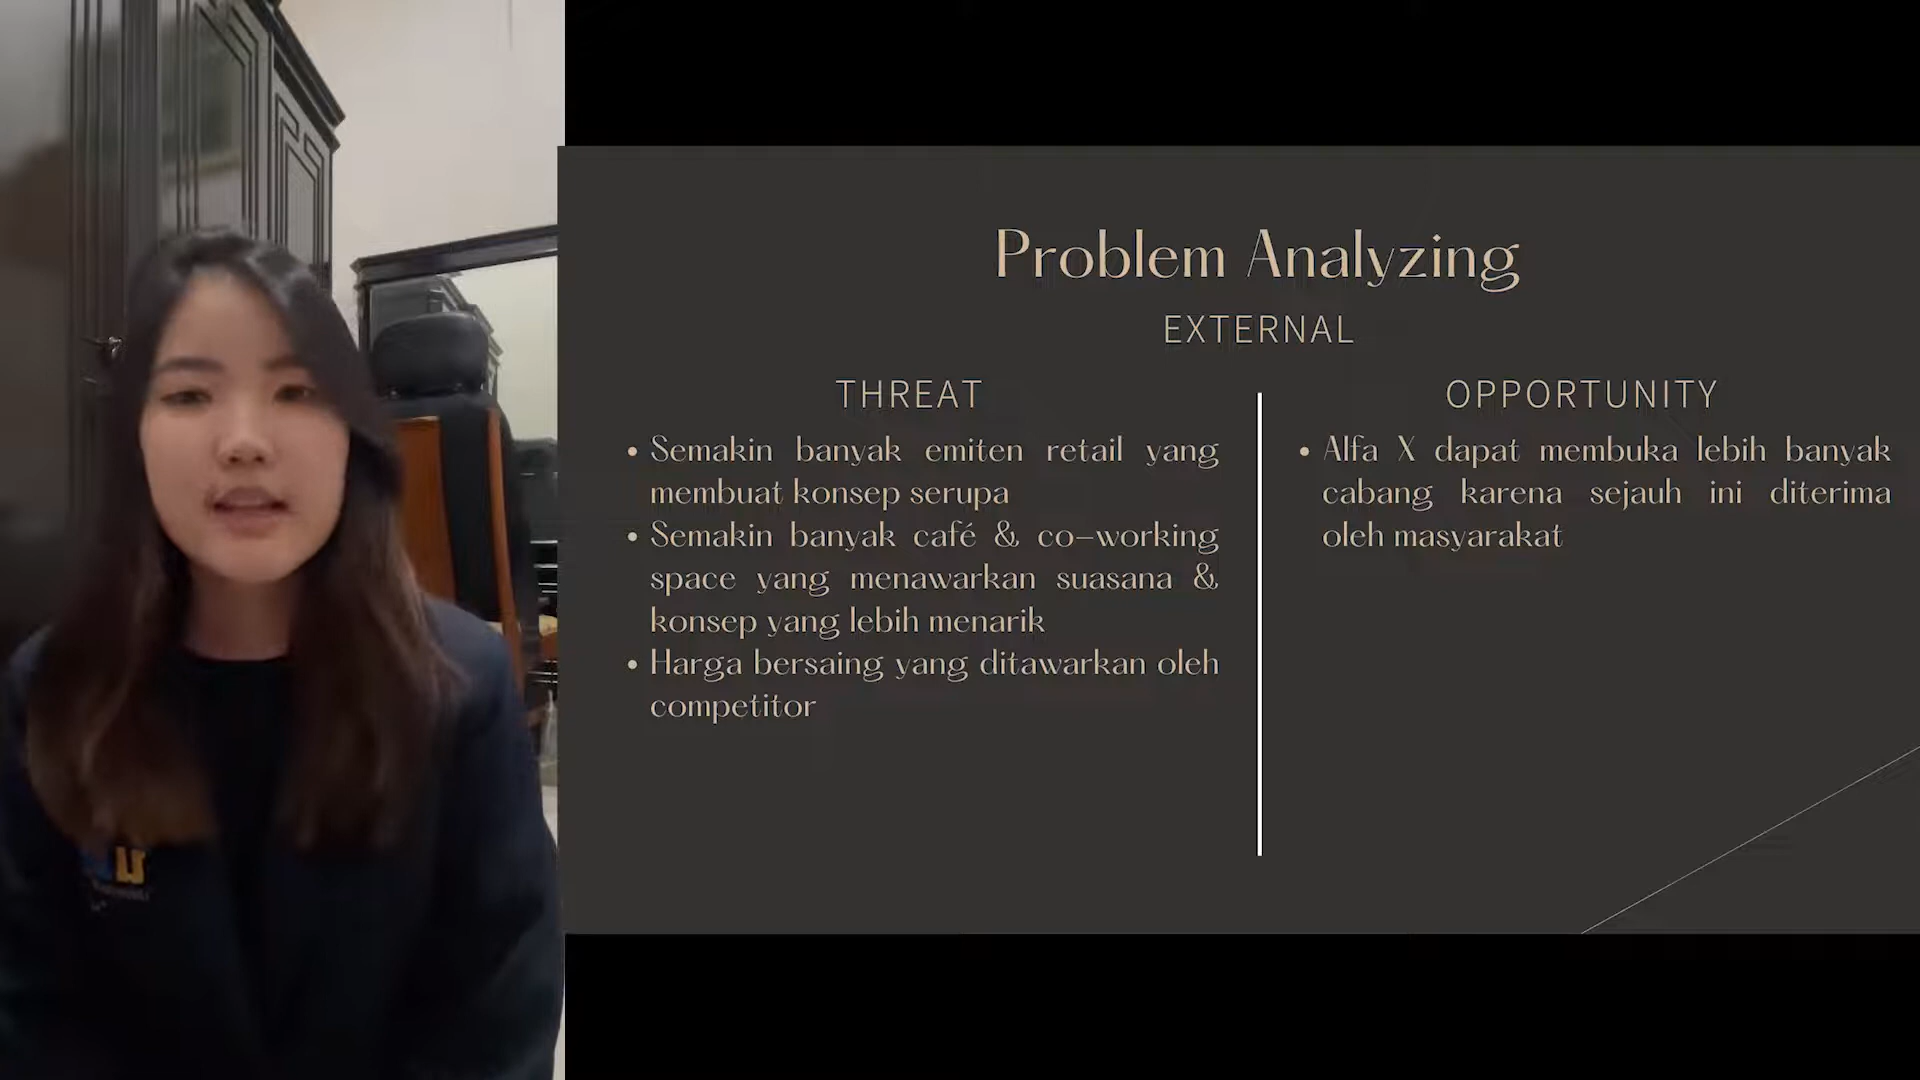 Problem Analyzing
EXTERNAL
THREAT
• Semakin banyak emiten retail yang
membuat konsep serupa
• Semakin banyak café & co-working
space yang menawarkan suasana &
konsep yang lebih menarik
• Harga bersaing yang ditawarkan oleh
competitor
OPPORTUNITY
• Alfa X dapat membuka lebih banyak
cabang karena sejauh ini diterima
oleh masyarakat